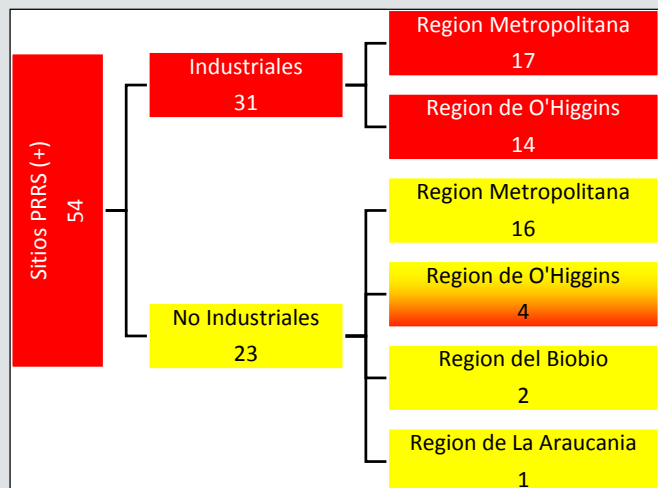 Sitios PRRS (+)
54
Industriales
31
Region Metropolitana
17
Region de O'Higgins
14
No Industriales
23
Region Metropolitana
16
Region de O'Higgins
4
Region del Biobio
2
Region de La Araucania
1